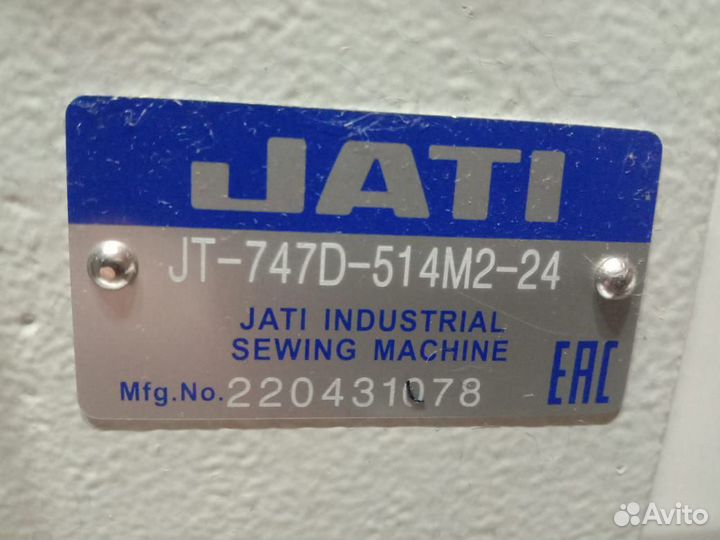 JATI
JT-747D-514M2-24
JATI INDUSTRIAL
SEWING MACHINE
Mfg.No. 220431078
EAC
Avito